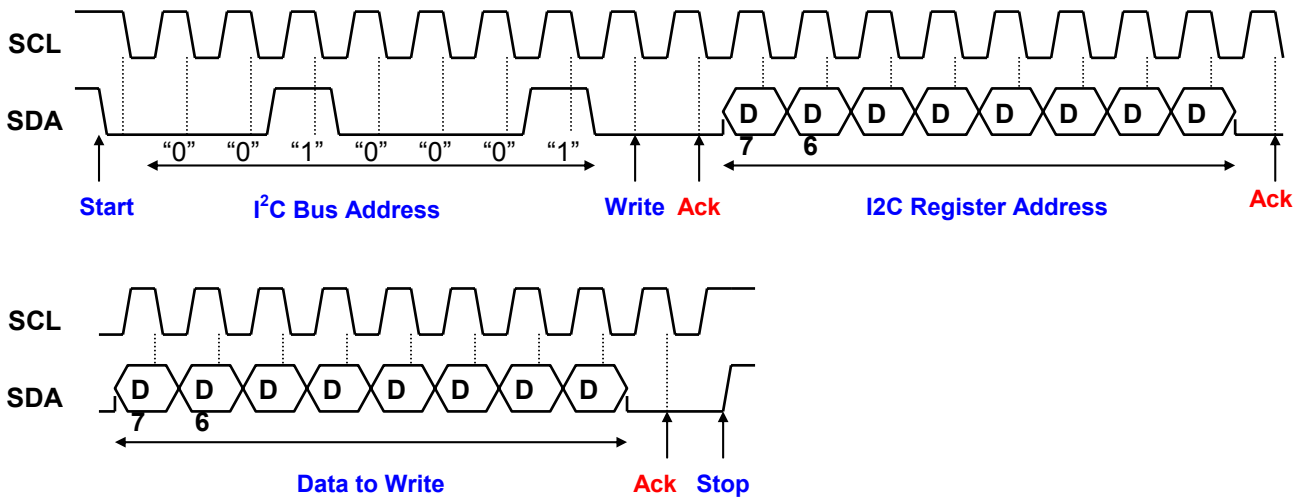 SCL
SDA
D D D D D D D D
7 6
“0” “0” “1” “0” “0” “0” “1”
Start I²C Bus Address Write Ack I2C Register Address Ack
SCL
SDA
D D D D D D D D
7 6
Data to Write Ack Stop